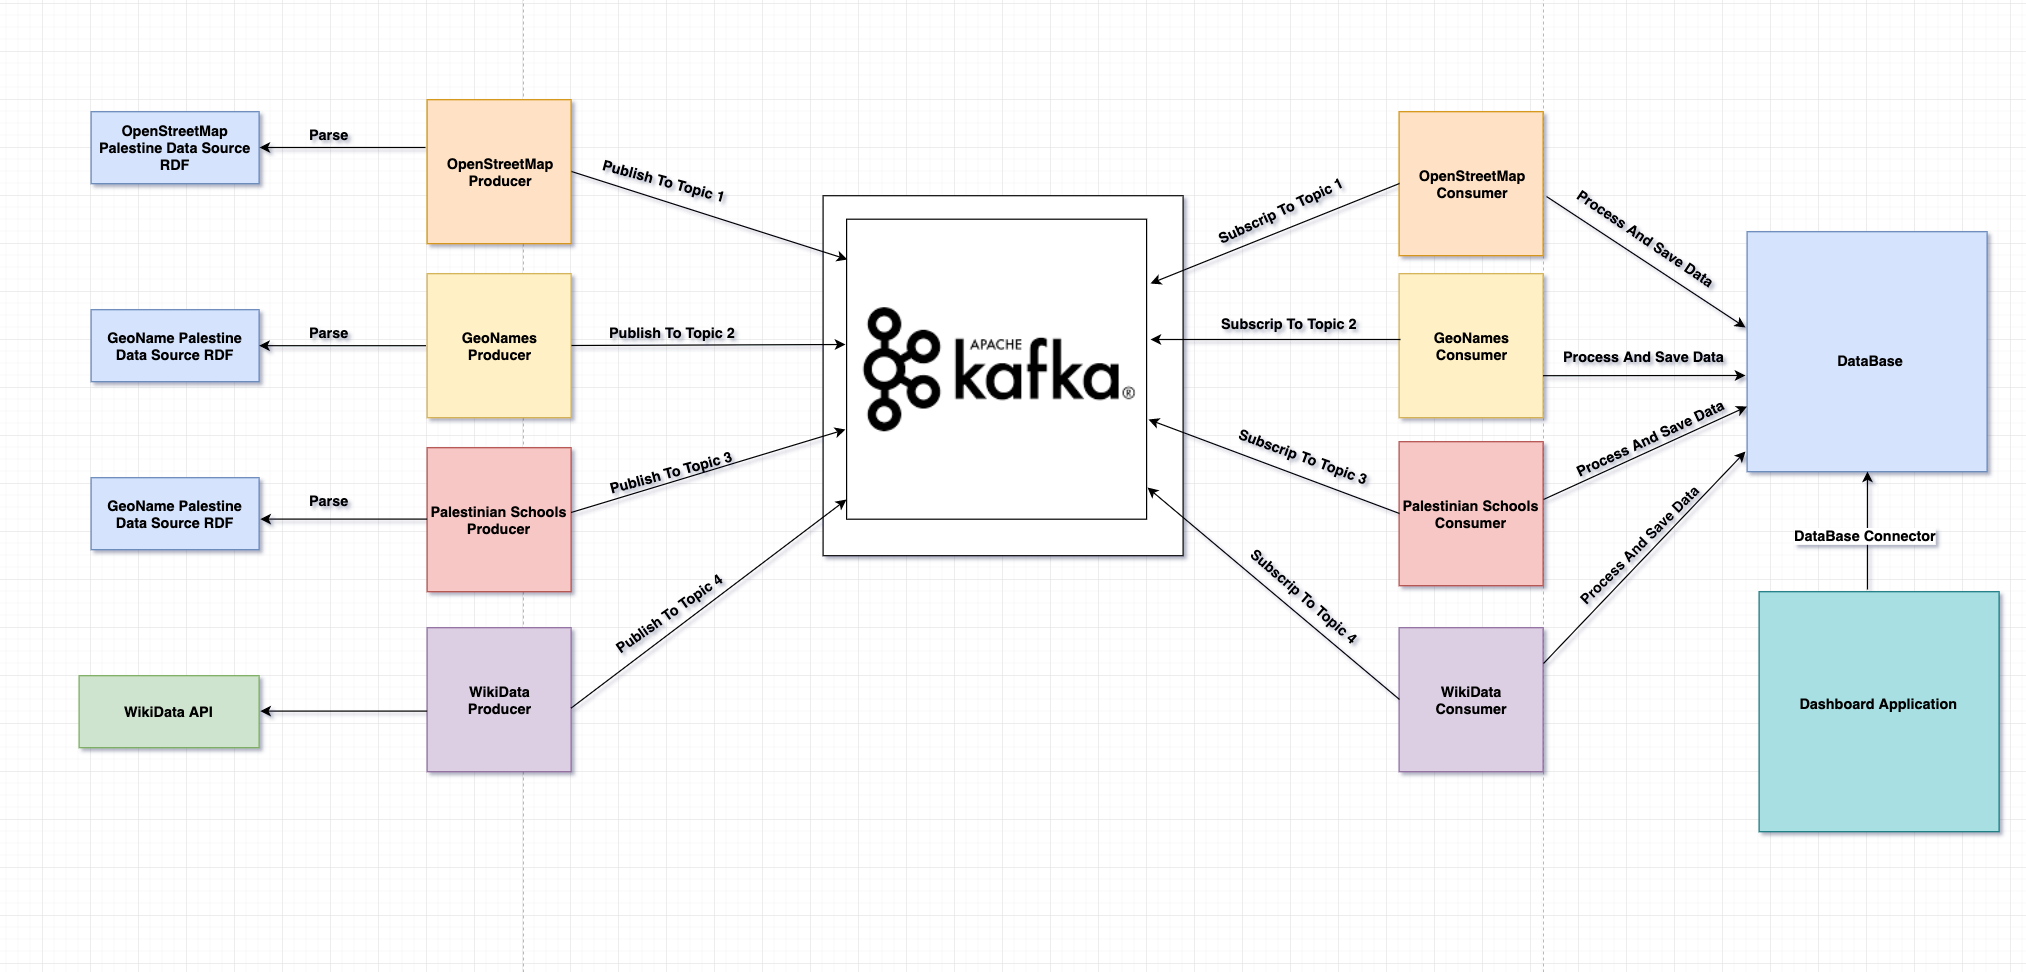 OpenStreetMap
Palestine Data Source
RDF
Parse
OpenStreetMap
Producer
Publish To Topic 1
GeoName Palestine
Data Source RDF
Parse
GeoNames
Producer
Publish To Topic 2
GeoName Palestine
Data Source RDF
Parse
Palestinian Schools
Producer
Publish To Topic 3
WikiData API
WikiData
Producer
Publish To Topic 4
APACHE
kafka®
Subscrip To Topic 1
OpenStreetMap
Consumer
Process And Save Data
Subscrip To Topic 2
GeoNames
Consumer
Process And Save Data
Subscrip To Topic 3
Palestinian Schools
Consumer
Process And Save Data
Subscrip To Topic 4
WikiData
Consumer
Process And Save Data
DataBase
DataBase Connector
Dashboard Application